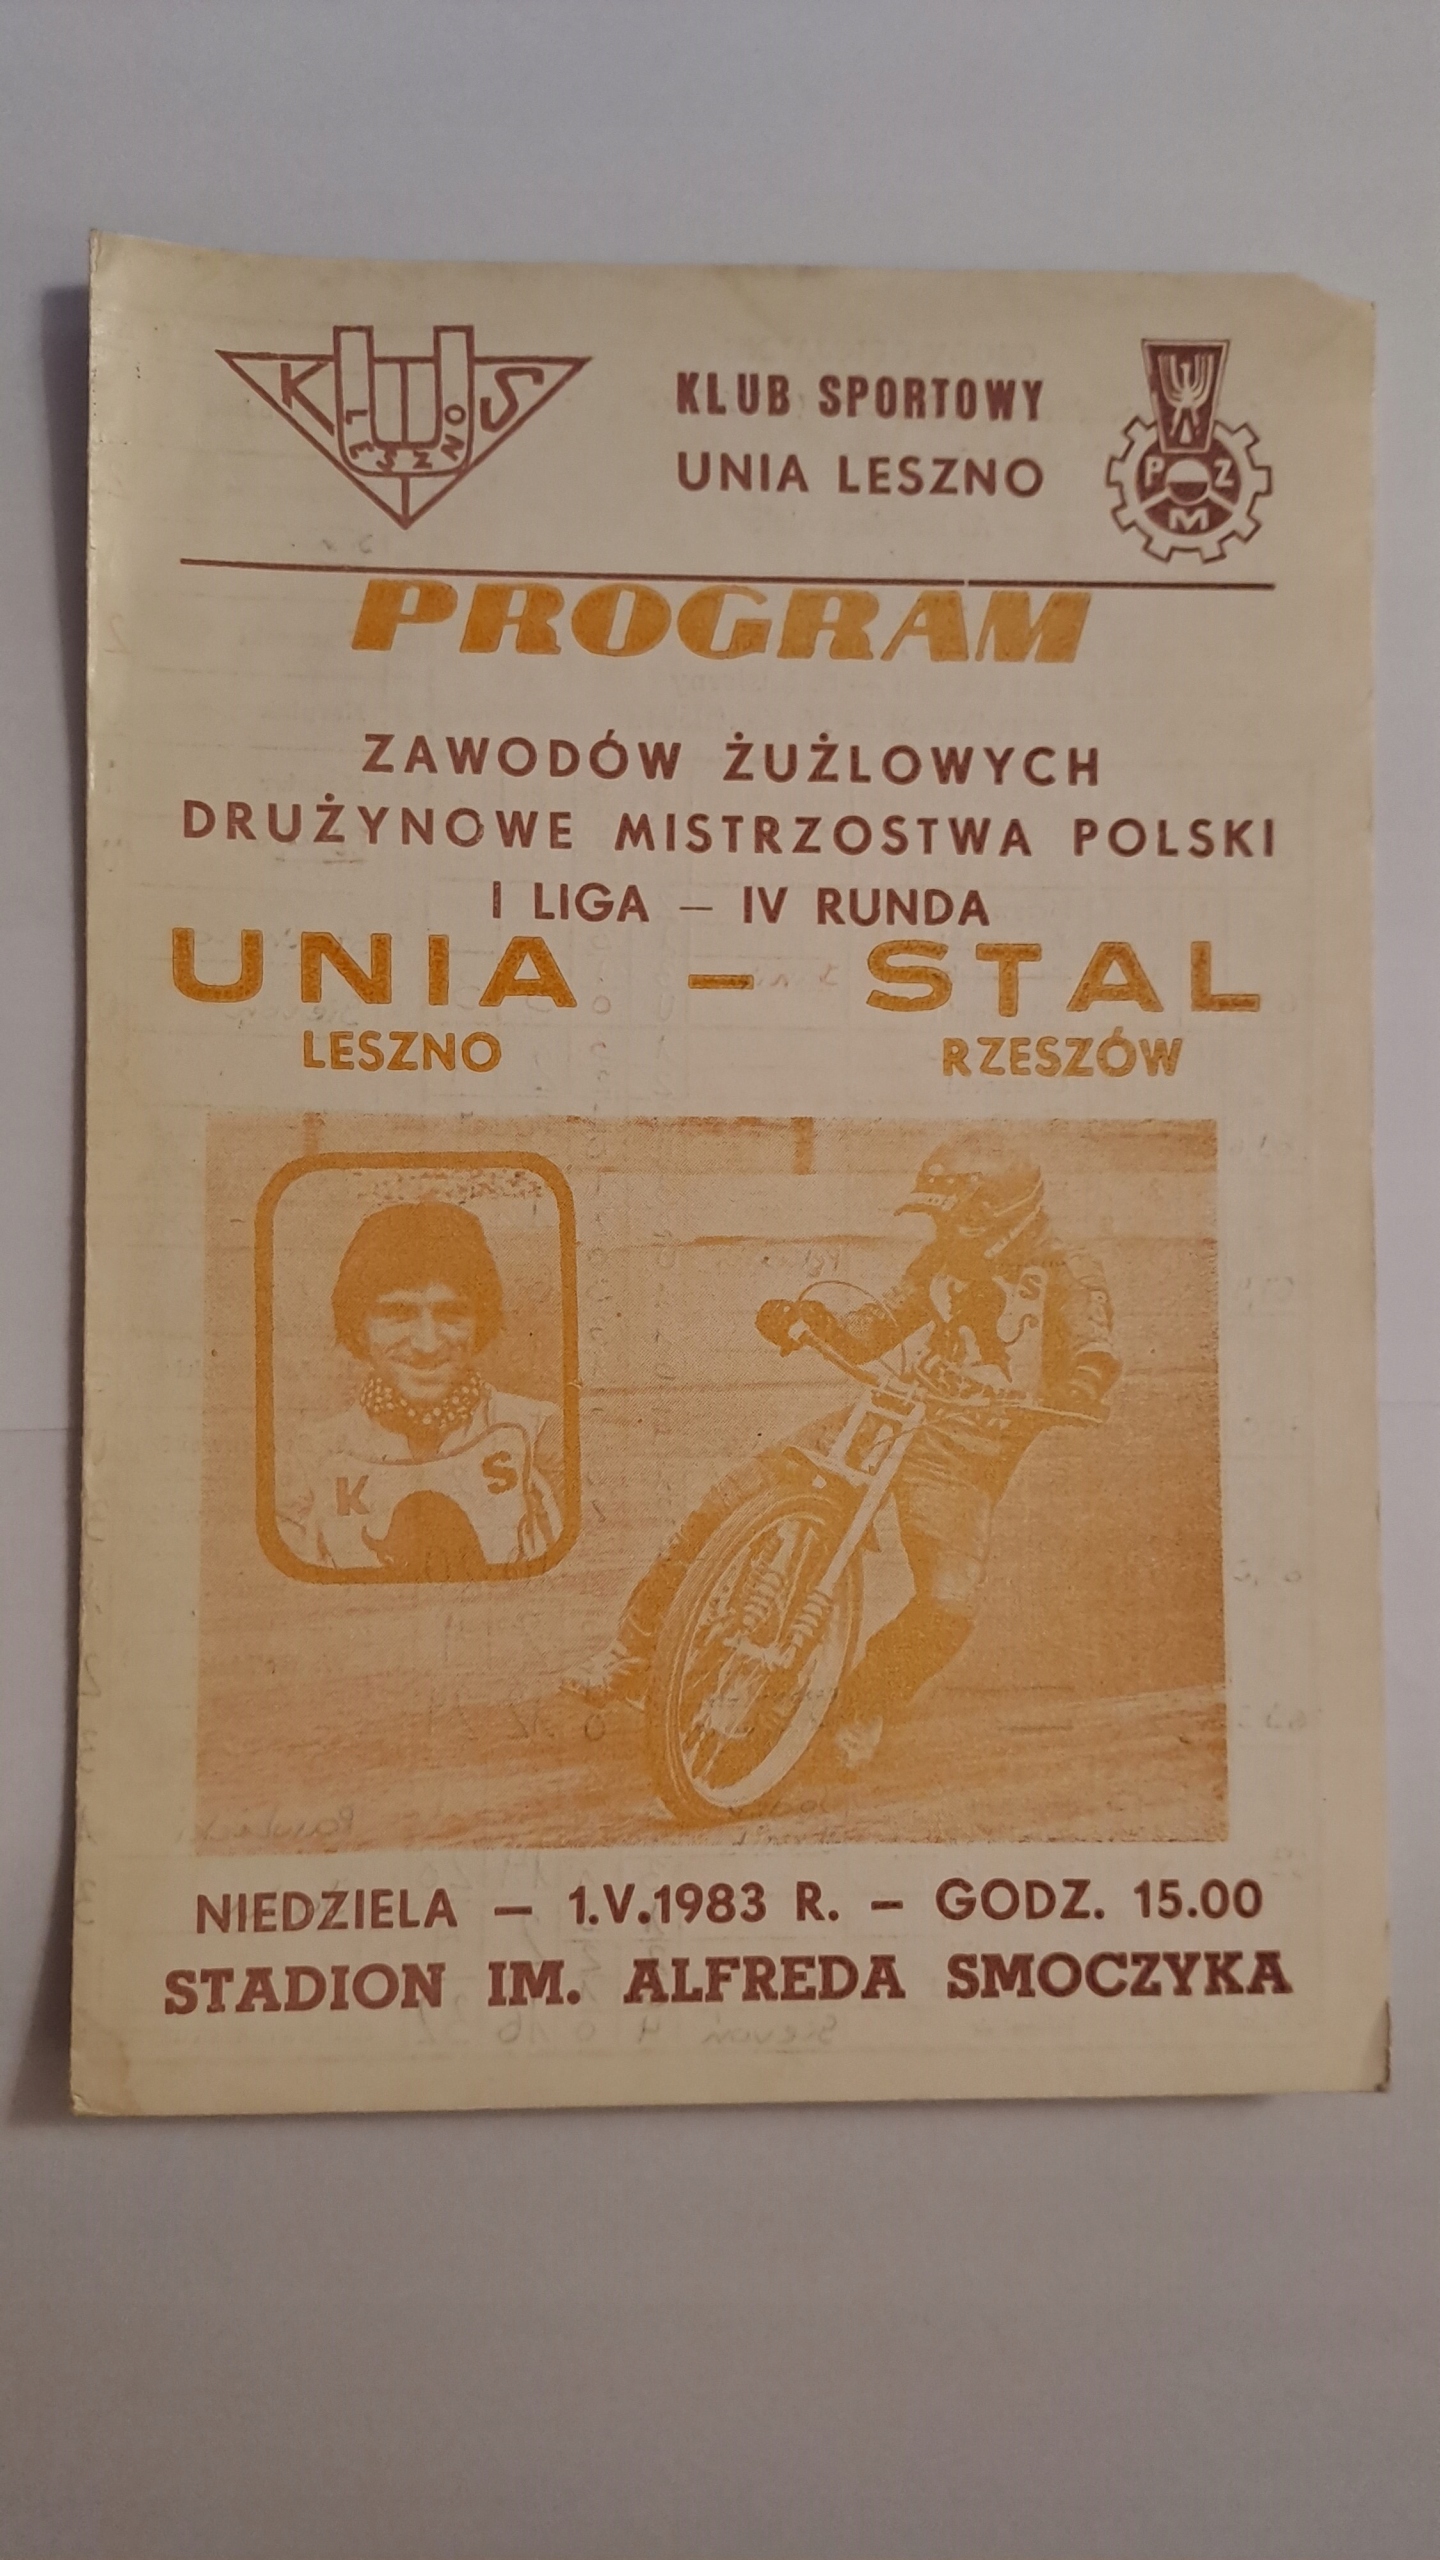 K U S
LESZNO
KLUB SPORTOWY
UNIA LESZNO
P Z
M
PROGRAM
ZAWODÓW ŻUŻLOWYCH
DRUŻYNOWE MISTRZOSTWA POLSKI
I LIGA — IV RUNDA
UNIA — STAL
LESZNO RZESZÓW
K S
S
NIEDZIELA — 1.V.1983 R. — GODZ. 15.00
STADION IM. ALFREDA SMOCZYKA